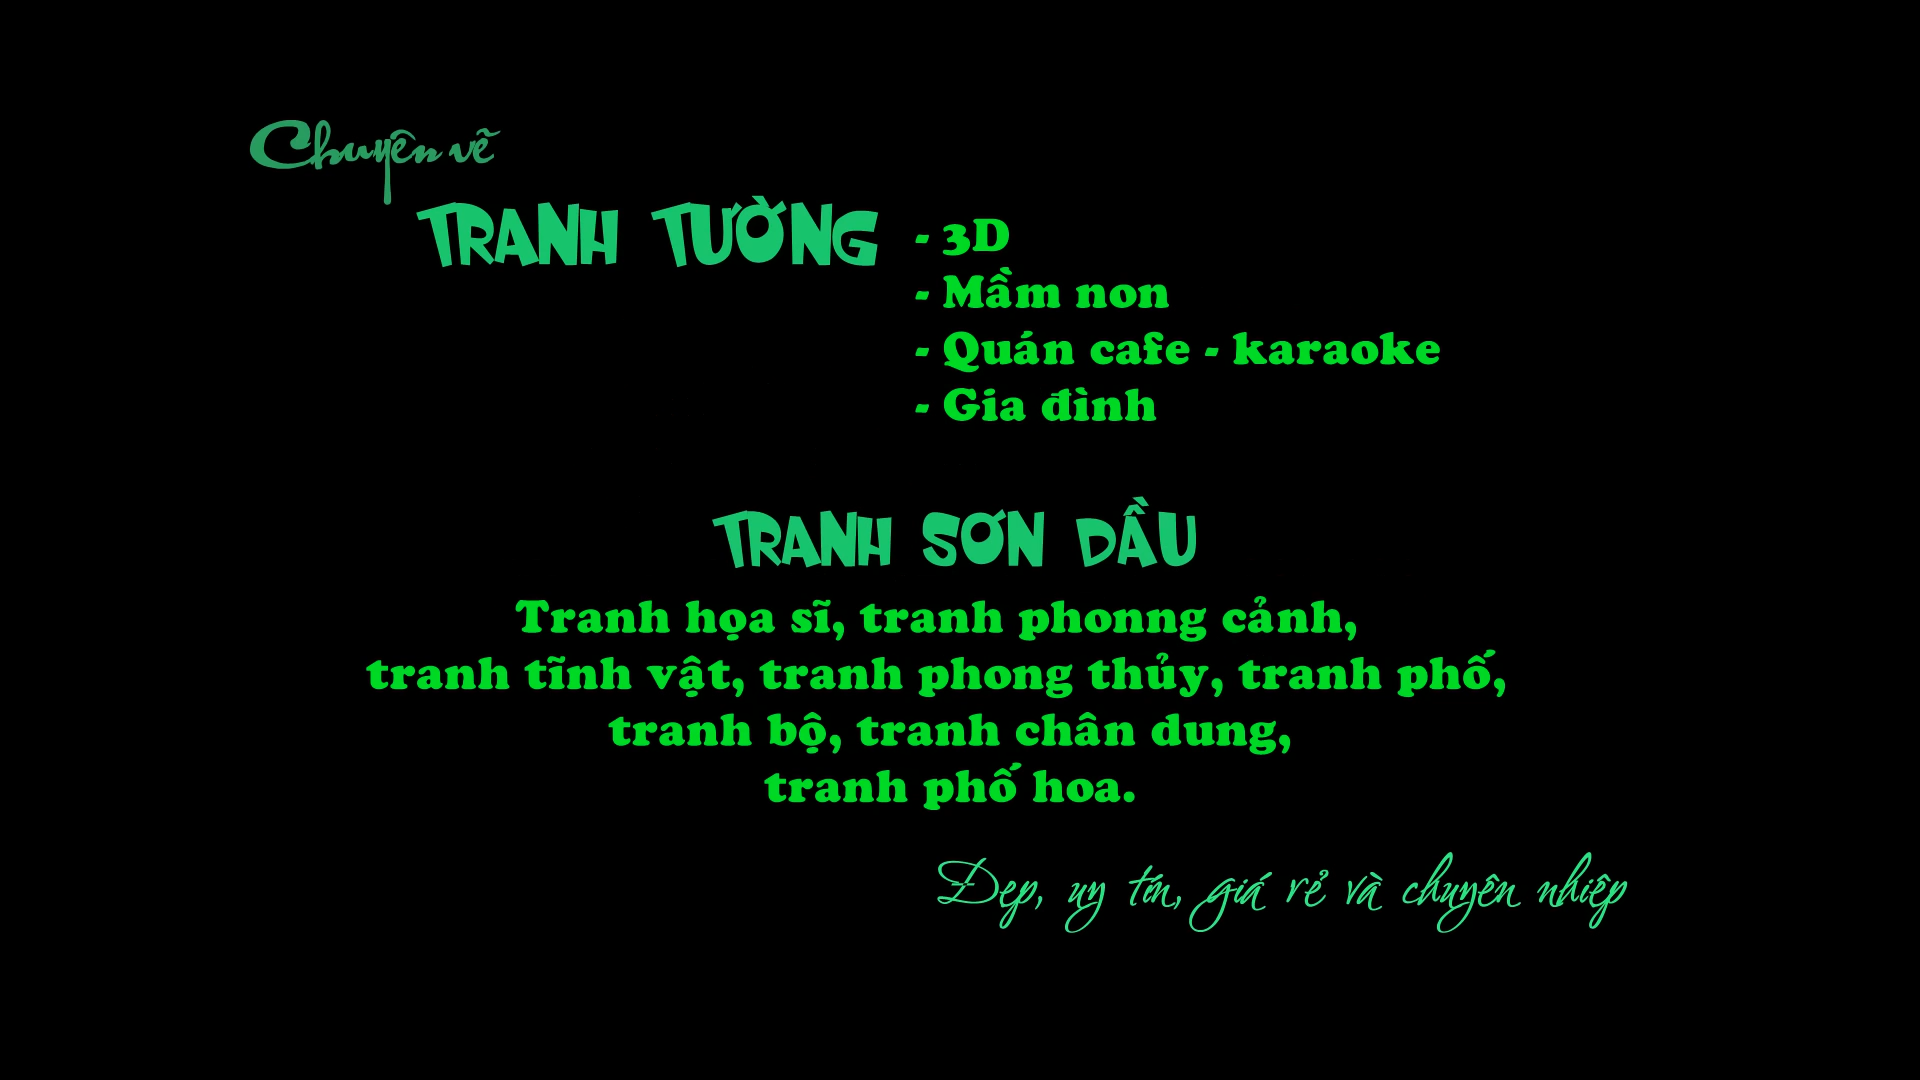 Chuyên vẽ
TRANH TƯỜNG - 3D
- Mầm non
- Quán cafe - karaoke
- Gia đình
TRANH SƠN DẦU
Tranh họa sĩ, tranh phonng cảnh,
tranh tĩnh vật, tranh phong thủy, tranh phố,
tranh bộ, tranh chân dung,
tranh phố hoa.
Đẹp, uy tín, giá rẻ và chuyên nhiệp